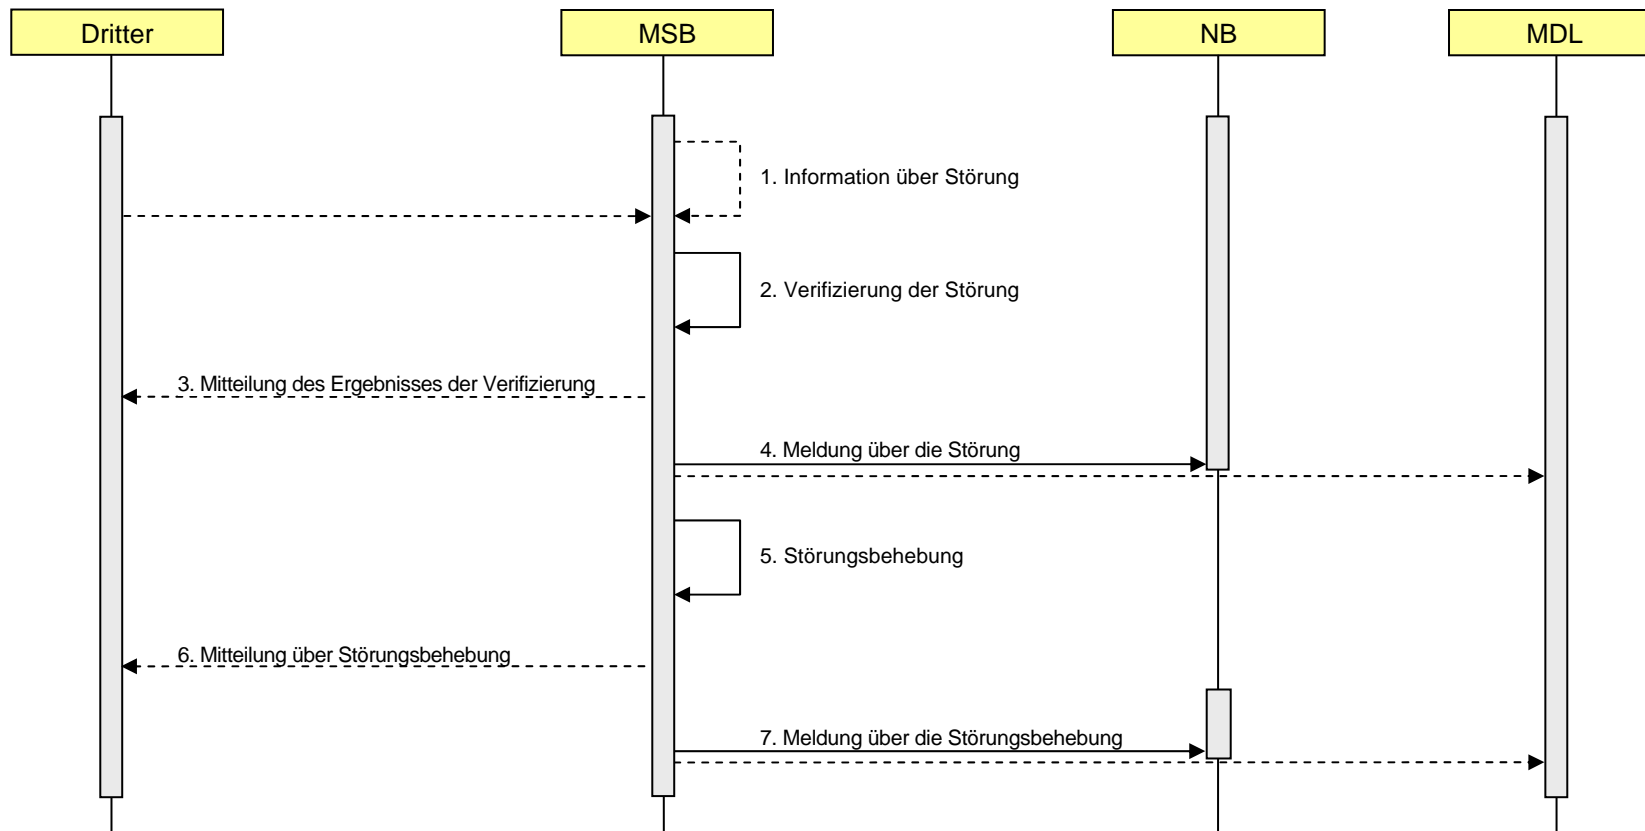 Dritter
MSB
NB
MDL
1. Information über Störung
2. Verifizierung der Störung
3. Mitteilung des Ergebnisses der Verifizierung
4. Meldung über die Störung
5. Störungsbehebung
6. Mitteilung über Störungsbehebung
7. Meldung über die Störungsbehebung